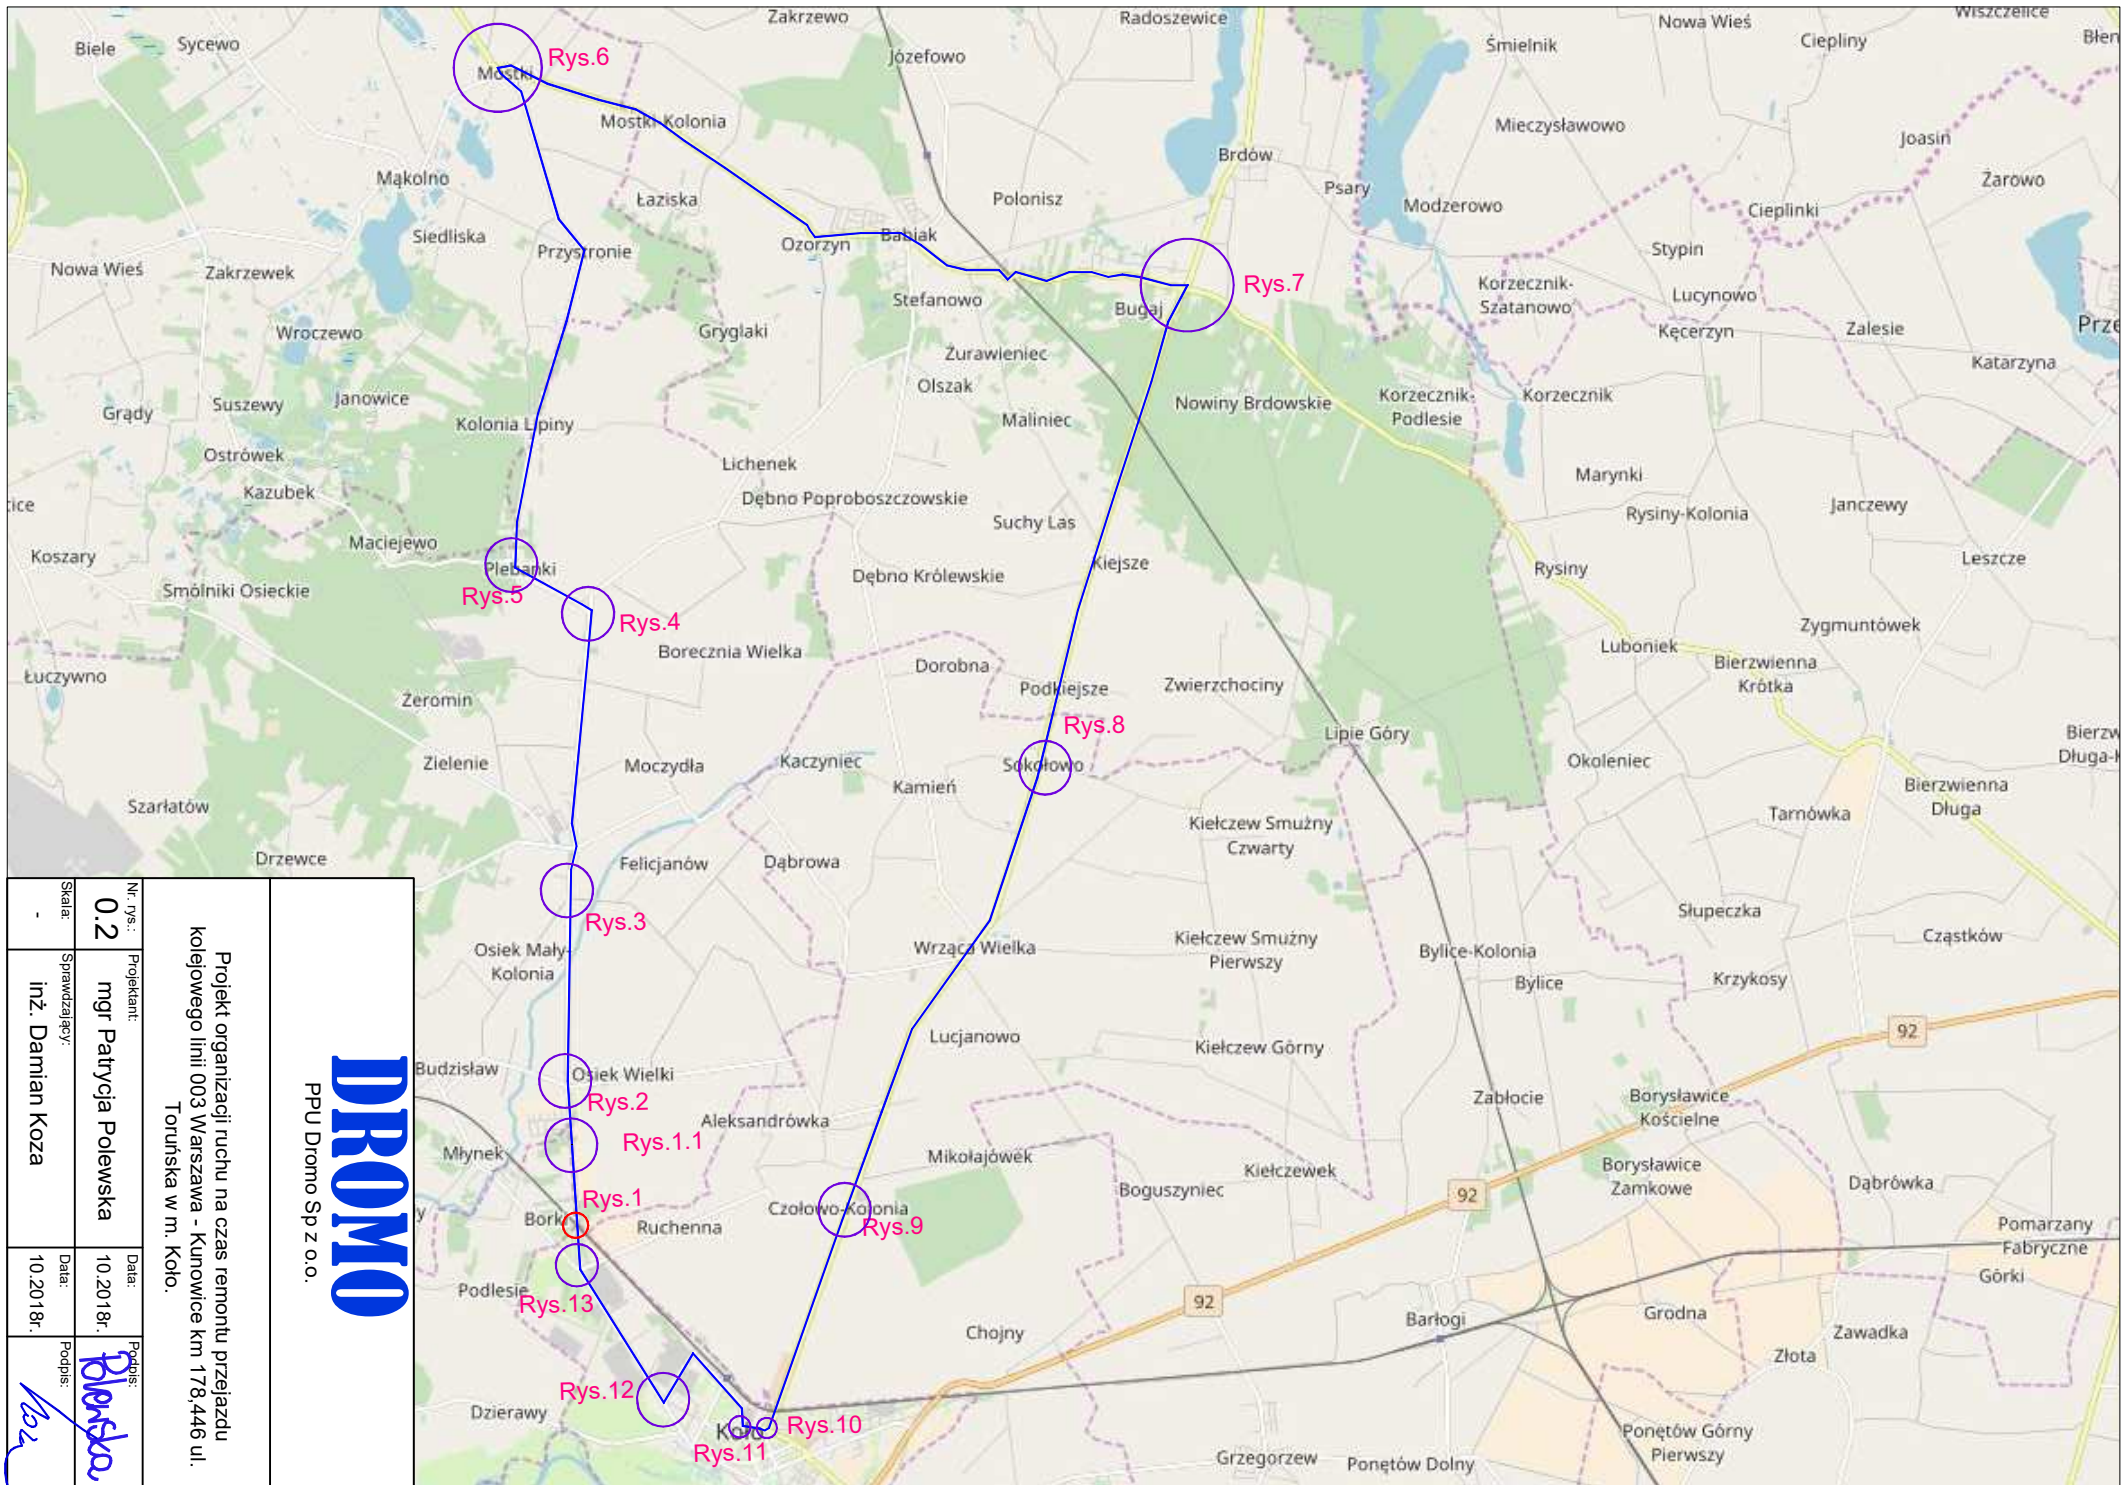 Zakrzewo
Radoszewice
Nowa Wieś
Wiszczelice
Biele
Sycewo
Rys.6
Józefowo
Śmielnik
Ciepliny
Mostki
Mostki-Kolonia
Mieczysławowo
Joasin
Brdów
Mąkolno
Łaziska
Polonisz
Psary
Modzerowo
Żarowo
Cieplinki
Siedliska
Przystronie
Ozorzyn
Babiak
Stypin
Nowa Wieś
Zakrzewek
Stefanowo
Bugaj
Rys.7
Korzecznik-
Szatanowo
Lucynowo
Wroczewo
Gryglaki
Kęcerzyn
Zalesie
Żurawieniec
Olszak
Katarzyna
Grądy
Suszewy
Janowice
Kolonia Lipiny
Maliniec
Nowiny Brdowskie
Korzecznik-
Podlesie
Korzecznik
Ostrówek
Lichenek
Marynki
Kazubek
Dębno Poproboszczowskie
Rysiny-Kolonia
Janczewy
Suchy Las
Koszary
Maciejewo
Plebanki
Kiejsze
Leszcze
Smólniki Osieckie
Rys.5
Dębno Królewskie
Rysiny
Rys.4
Zygmuntówek
Borecznia Wielka
Dorobna
Luboniek
Bierzwienna
Krótka
Łuczywno
Żeromin
Podkiejsze
Zwierzchociny
Rys.8
Lipie Góry
Zielenie
Moczydła
Kaczyniec
Sokołowo
Okoleniec
Szarłatów
Kamień
Bierzwienna
Długa
Kiełczew Smużny
Czwarty
Tarnówka
Drzewce
Felicjanów
Dąbrowa
Rys.3
Słupeczka
Osiek Mały-
Kolonia
Wrząca Wielka
Kiełczew Smużny
Pierwszy
Bylice-Kolonia
Cząstków
Bylice
Krzykosy
Lucjanowo
Kiełczew Górny
92
Budzisław
Osiek Wielki
Rys.2
Zabłocie
Borysławice
Kościelne
Aleksandrówka
Rys.1.1
Młynek
Mikołajówek
Kiełczewek
Borysławice
Zamkowe
Dąbrówka
Boguszyniec
92
Rys.1
Ruchenna
Czołowo-Kolonia
Rys.9
Pomarzany
Fabryczne
Podlesie
Rys.13
92
Górki
Chojny
Barłogi
Grodna
Zawadka
Złota
Rys.12
Dzierawy
Koło
Rys.10
Rys.11
Ponętów Górny
Pierwszy
Grzegorzew
Ponętów Dolny
DROMO
PPU Dromo Sp z o.o.
Projekt organizacji ruchu na czas remontu przejazdu
kolejowego linii 003 Warszawa - Kunowice km 178,446 ul.
Toruńska w m. Koło.
Nr. rys.:
0.2
Projektant:
mgr Patrycja Polewska
Data:
10.2018r.
Podpis:
Skala:
-
Sprawdzający:
inż. Damian Koza
Data:
10.2018r.
Podpis: